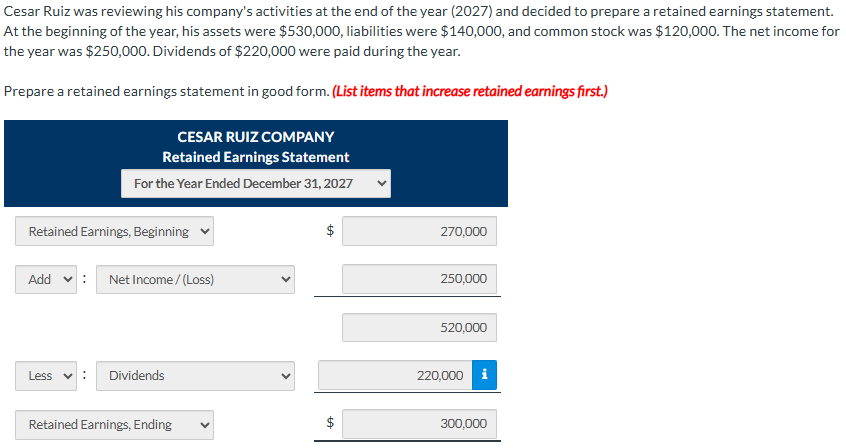 Cesar Ruiz was reviewing his company's activities at the end of the year (2027) and decided to prepare a retained earnings statement.
At the beginning of the year, his assets were $530,000, liabilities were $140,000, and common stock was $120,000. The net income for
the year was $250,000. Dividends of $220,000 were paid during the year.
Prepare a retained earnings statement in good form. (List items that increase retained earnings first.)
CESAR RUIZ COMPANY
Retained Earnings Statement
For the Year Ended December 31, 2027
Retained Earnings, Beginning $ 270,000
Add : Net Income / (Loss) 250,000
520,000
Less : Dividends 220,000 i
Retained Earnings, Ending $ 300,000